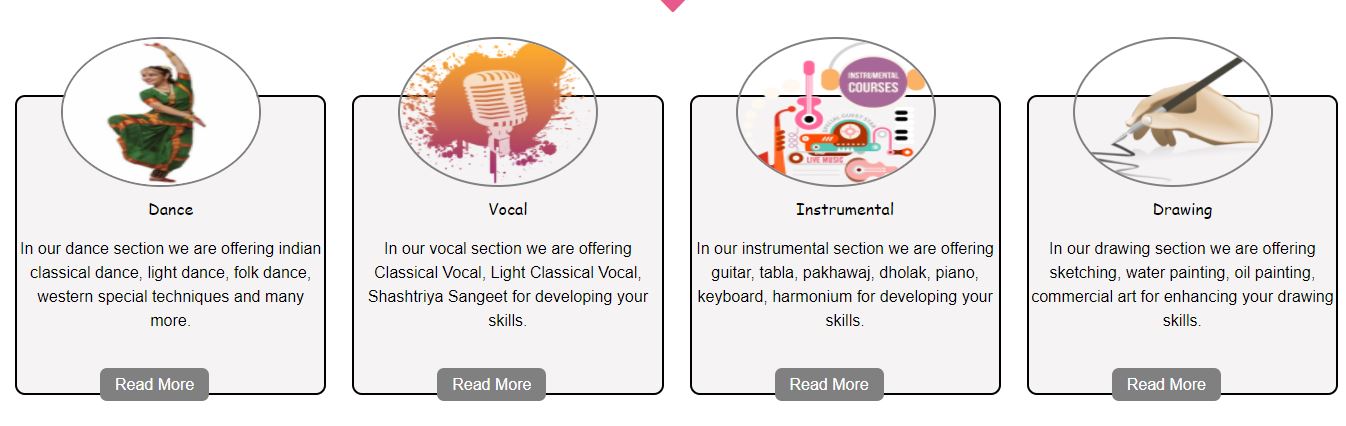 Dance
In our dance section we are offering indian
classical dance, light dance, folk dance,
western special techniques and many
more.
Read More
Vocal
In our vocal section we are offering
Classical Vocal, Light Classical Vocal,
Shashtriya Sangeet for developing your
skills.
Read More
INSTRUMENTAL
COURSES
SPECIAL GUEST STAR
LIVE MUSIC
Instrumental
In our instrumental section we are offering
guitar, tabla, pakhawaj, dholak, piano,
keyboard, harmonium for developing your
skills.
Read More
Drawing
In our drawing section we are offering
sketching, water painting, oil painting,
commercial art for enhancing your drawing
skills.
Read More